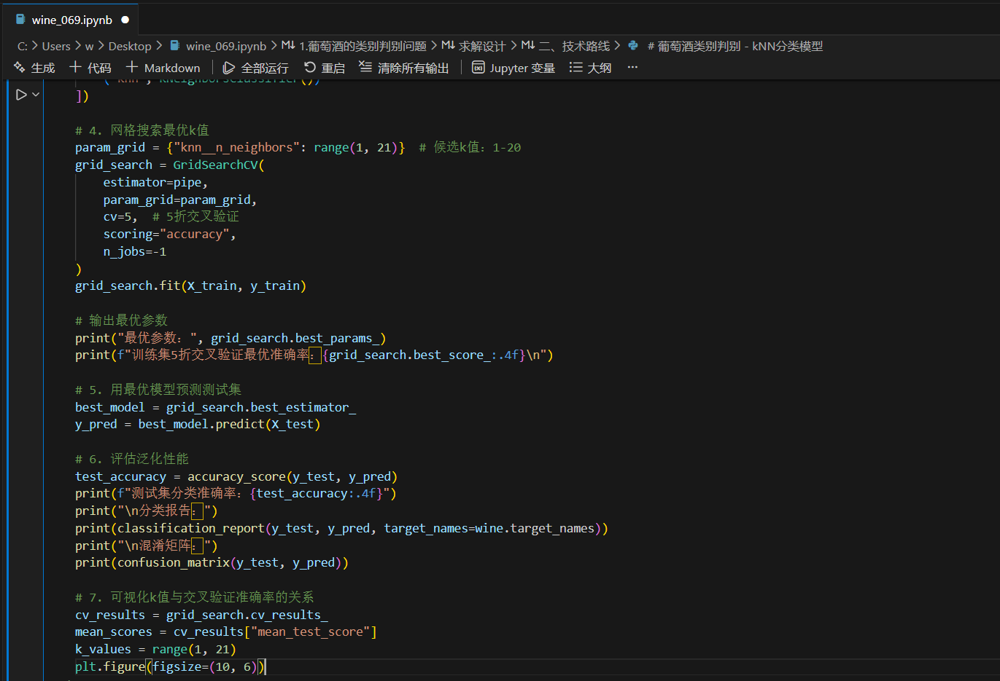 wine_069.ipynb
C: > Users > w > Desktop > wine_069.ipynb > M↓ 1.葡萄酒的类别判别问题 > M↓ 求解设计 > M↓ 二、技术路线 > # 葡萄酒类别判别 - kNN分类模型
生成 + 代码 + Markdown 全部运行 重启 清除所有输出 Jupyter 变量 大纲 ...
("knn", KNeighborsClassifier())
])
# 4. 网格搜索最优k值
param_grid = {"knn__n_neighbors": range(1, 21)}  # 候选k值：1-20
grid_search = GridSearchCV(
    estimator=pipe,
    param_grid=param_grid,
    cv=5,  # 5折交叉验证
    scoring="accuracy",
    n_jobs=-1
)
grid_search.fit(X_train, y_train)
# 输出最优参数
print("最优参数：", grid_search.best_params_)
print(f"训练集5折交叉验证最优准确率：{grid_search.best_score_:.4f}\n")
# 5. 用最优模型预测测试集
best_model = grid_search.best_estimator_
y_pred = best_model.predict(X_test)
# 6. 评估泛化性能
test_accuracy = accuracy_score(y_test, y_pred)
print(f"测试集分类准确率：{test_accuracy:.4f}")
print("\n分类报告：")
print(classification_report(y_test, y_pred, target_names=wine.target_names))
print("\n混淆矩阵：")
print(confusion_matrix(y_test, y_pred))
# 7. 可视化k值与交叉验证准确率的关系
cv_results = grid_search.cv_results_
mean_scores = cv_results["mean_test_score"]
k_values = range(1, 21)
plt.figure(figsize=(10, 6))